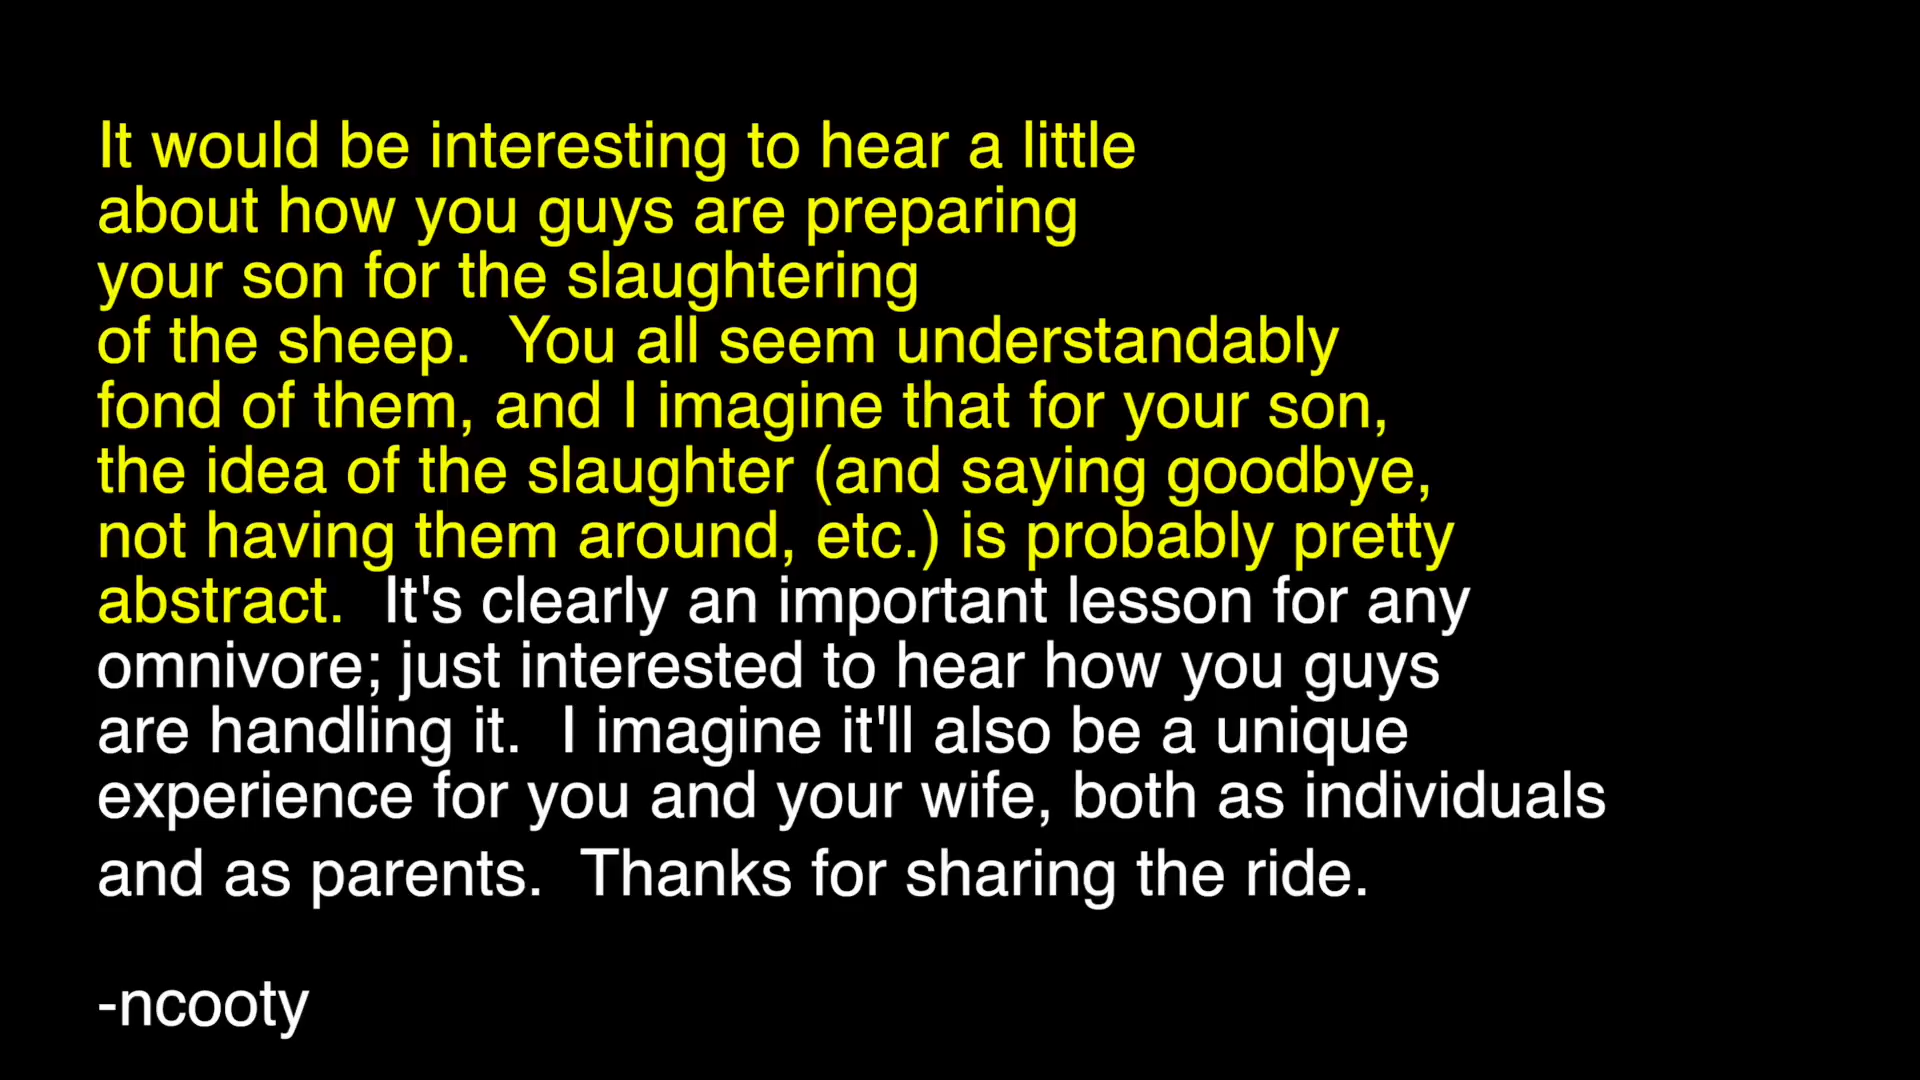 It would be interesting to hear a little
about how you guys are preparing
your son for the slaughtering
of the sheep.  You all seem understandably
fond of them, and I imagine that for your son,
the idea of the slaughter (and saying goodbye,
not having them around, etc.) is probably pretty
abstract.  It's clearly an important lesson for any
omnivore; just interested to hear how you guys
are handling it.  I imagine it'll also be a unique
experience for you and your wife, both as individuals
and as parents.  Thanks for sharing the ride.
-ncooty